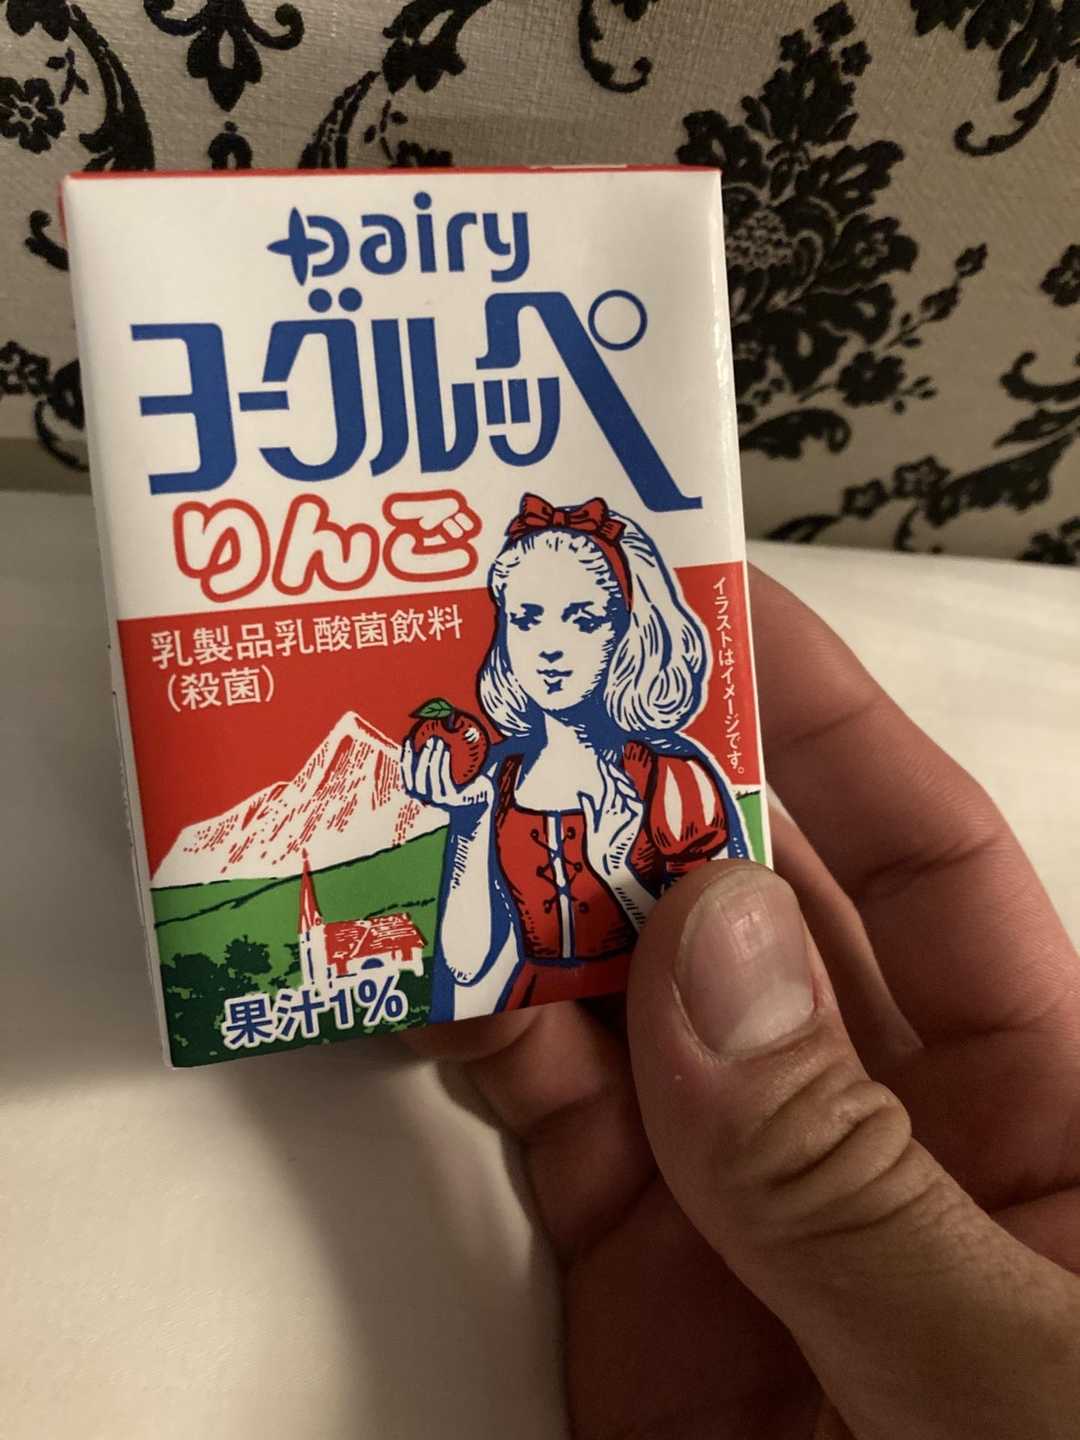 Dairy
ヨーグルッペ
りんご
乳製品乳酸菌飲料
（殺菌）
イラストはイメージです。
果汁1%